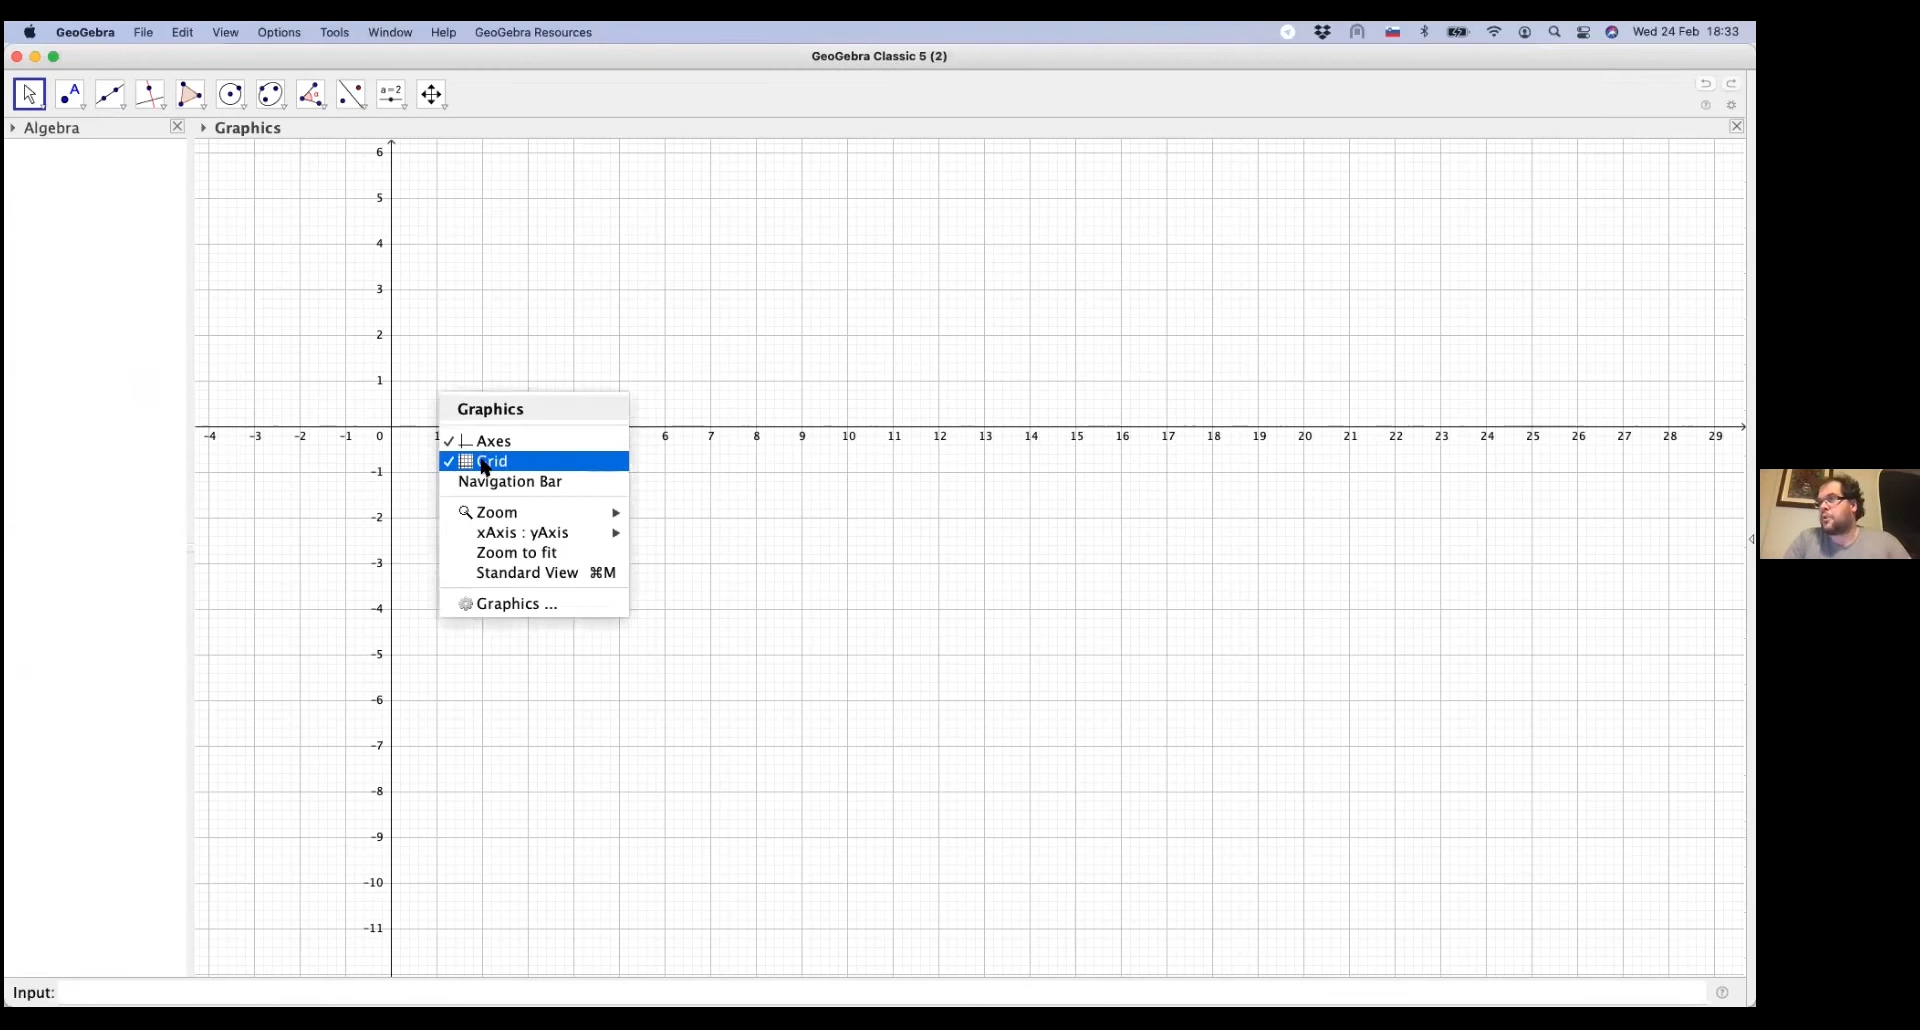 GeoGebra File Edit View Options Tools Window Help GeoGebra Resources Wed 24 Feb 18:33
GeoGebra Classic 5 (2)
A α a=2
Algebra Graphics
6
5
4
3
2
1
-4 -3 -2 -1 0 1 6 7 8 9 10 11 12 13 14 15 16 17 18 19 20 21 22 23 24 25 26 27 28 29
-1
-2
-3
-4
-5
-6
-7
-8
-9
-10
-11
Graphics
Axes
Grid
Navigation Bar
Zoom
xAxis : yAxis
Zoom to fit
Standard View ⌘M
Graphics ...
Input: